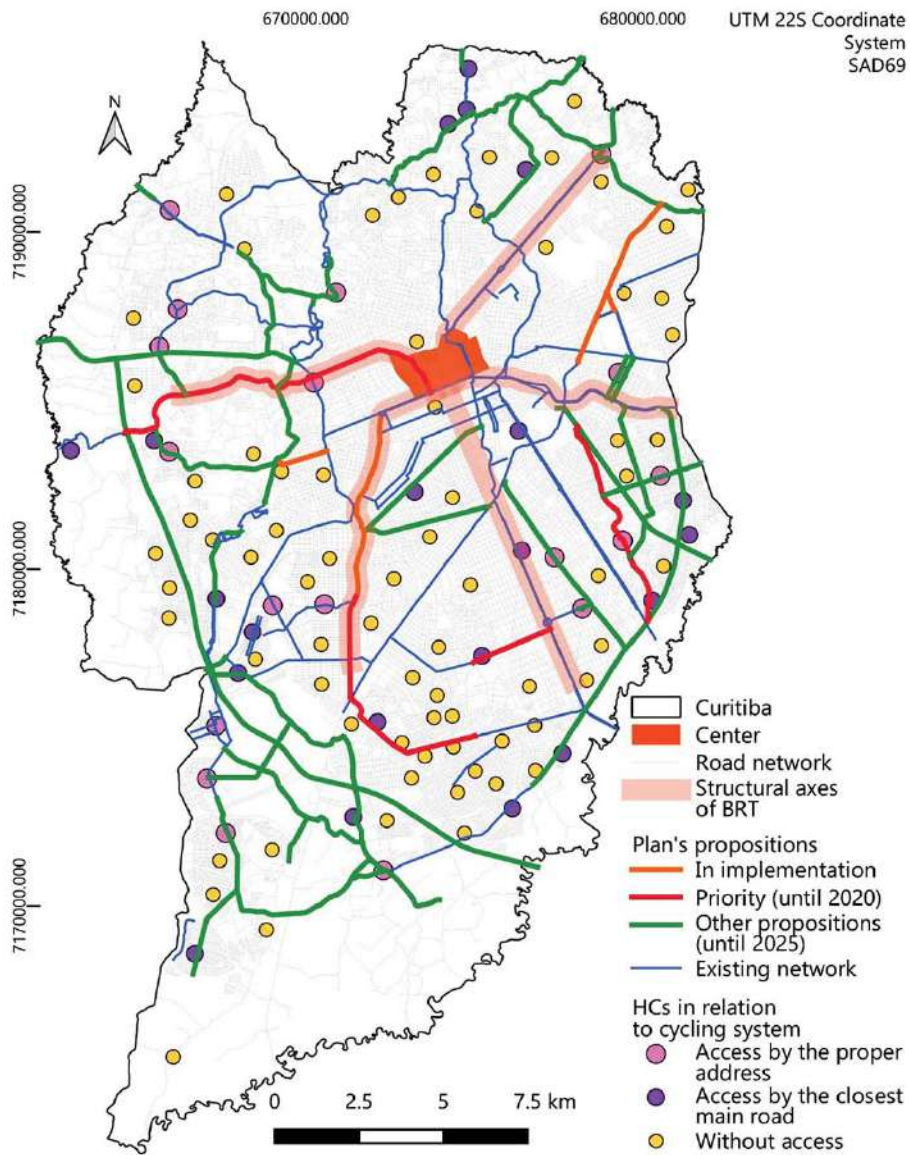 670000.000
680000.000
UTM 22S Coordinate
System
SAD69
N
7190000.000
7180000.000
7170000.000
Curitiba
Center
Road network
Structural axes
of BRT
Plan's propositions
In implementation
Priority (until 2020)
Other propositions
(until 2025)
Existing network
HCs in relation
to cycling system
Access by the proper
address
Access by the closest
main road
Without access
0 2.5 5 7.5 km